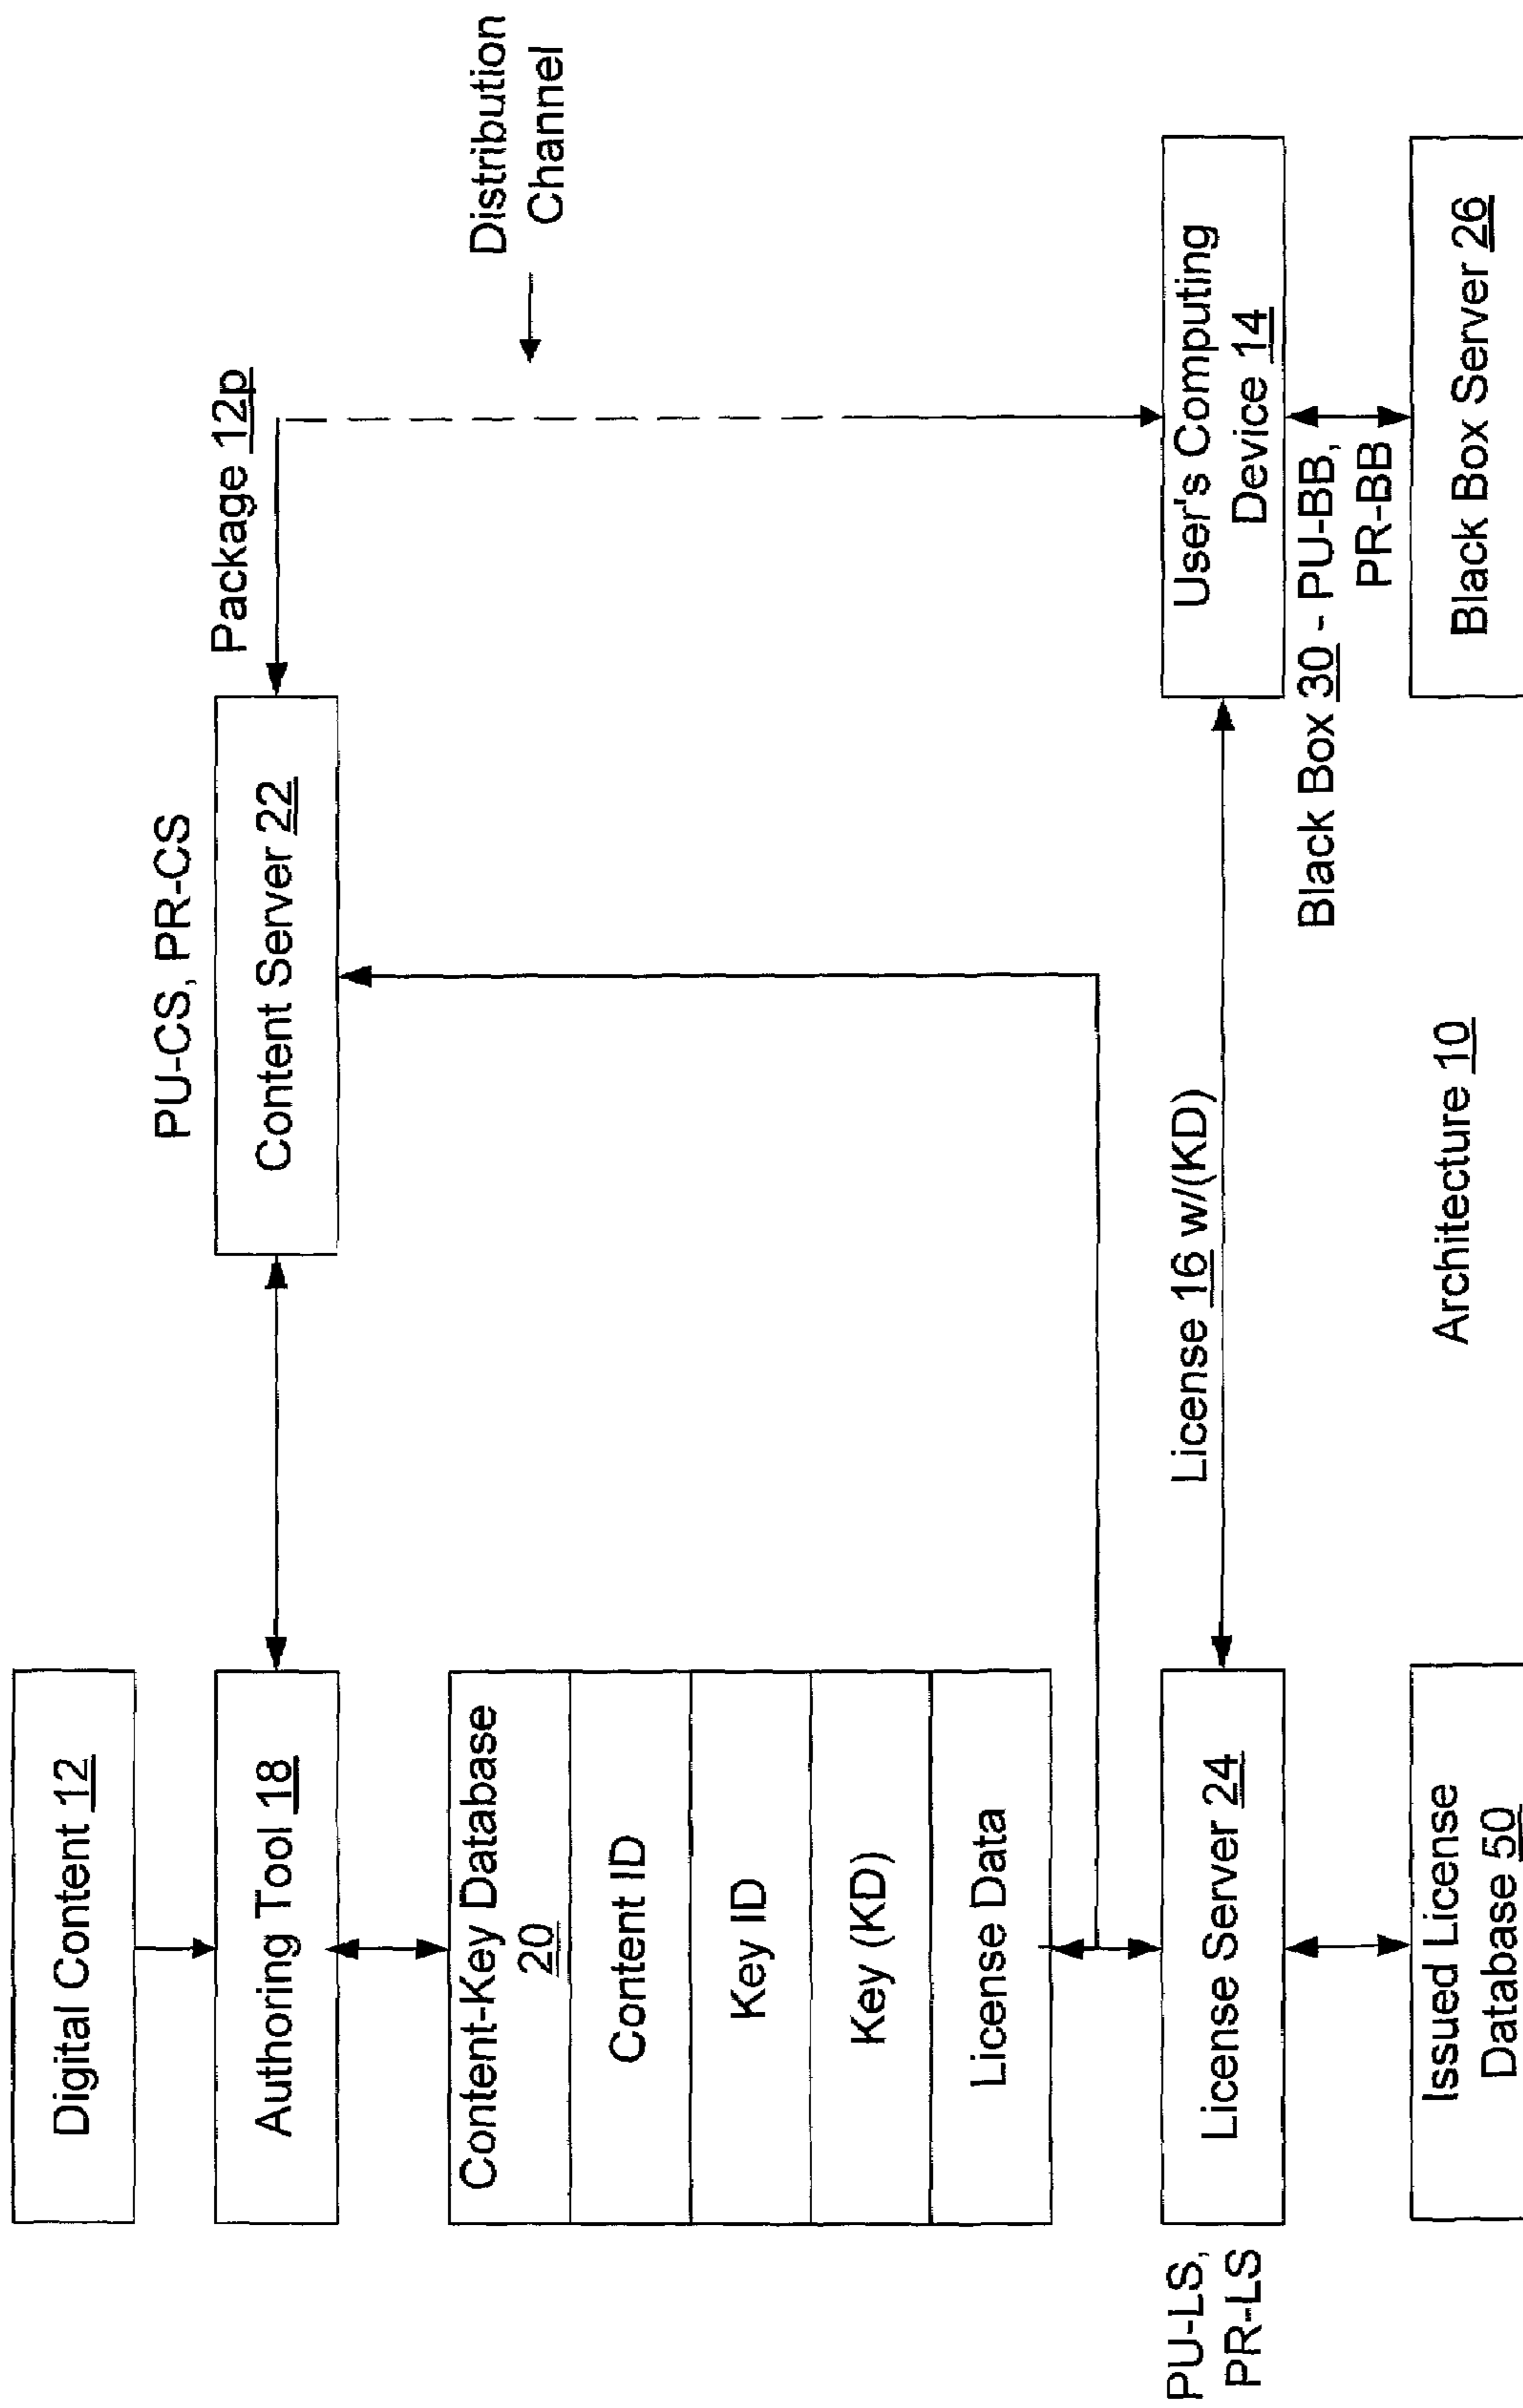 Digital Content 12
PU-CS, PR-CS
Package 12p
Authoring Tool 18
Content Server 22
Distribution
Channel
Content-Key Database
20
Content ID
Key ID
Key (KD)
License Data
PU-LS,
PR-LS
License Server 24
License 16 w/(KD)
User's Computing
Device 14
Black Box 30 - PU-BB,
PR-BB
Issued License
Database 50
Architecture 10
Black Box Server 26